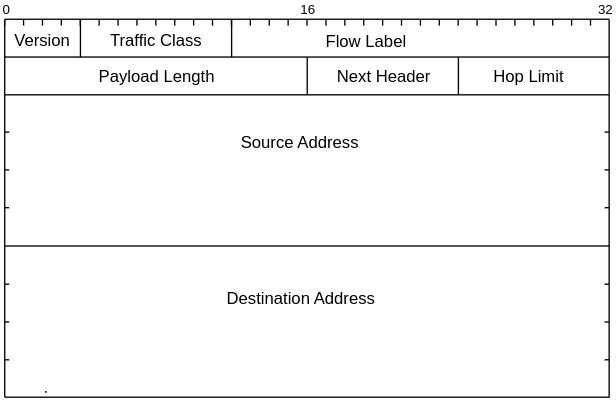 0 16 32
Version Traffic Class Flow Label
Payload Length Next Header Hop Limit
Source Address
Destination Address